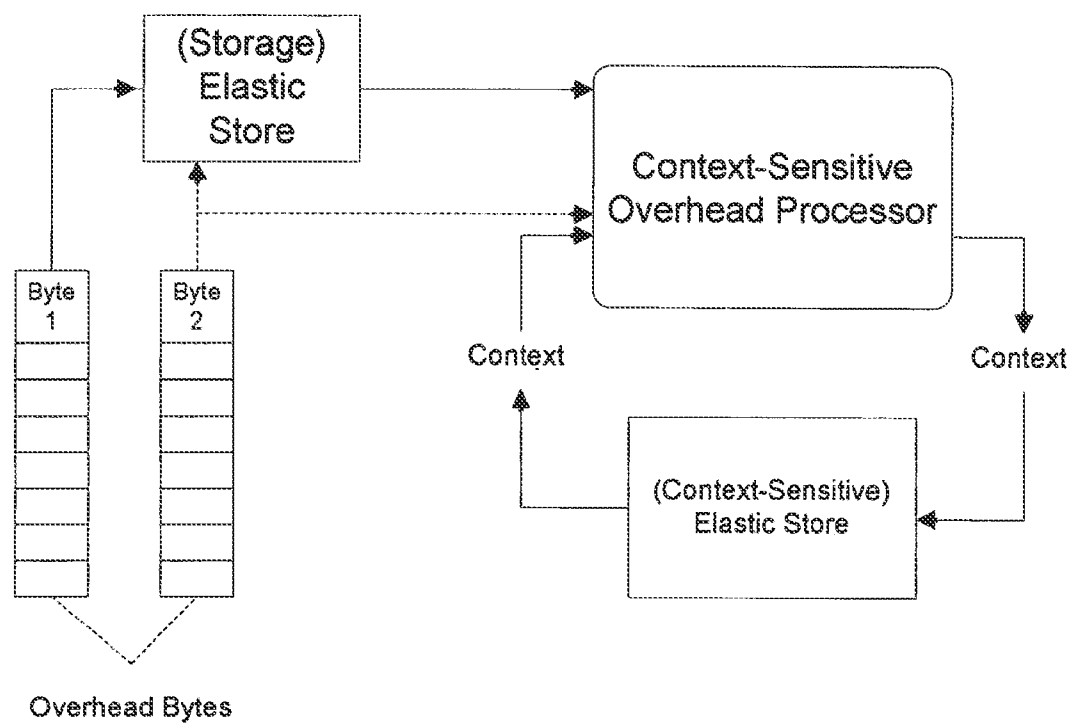 (Storage)
Elastic
Store
Context-Sensitive
Overhead Processor
Byte
1
Byte
2
Context
Context
(Context-Sensitive)
Elastic Store
Overhead Bytes